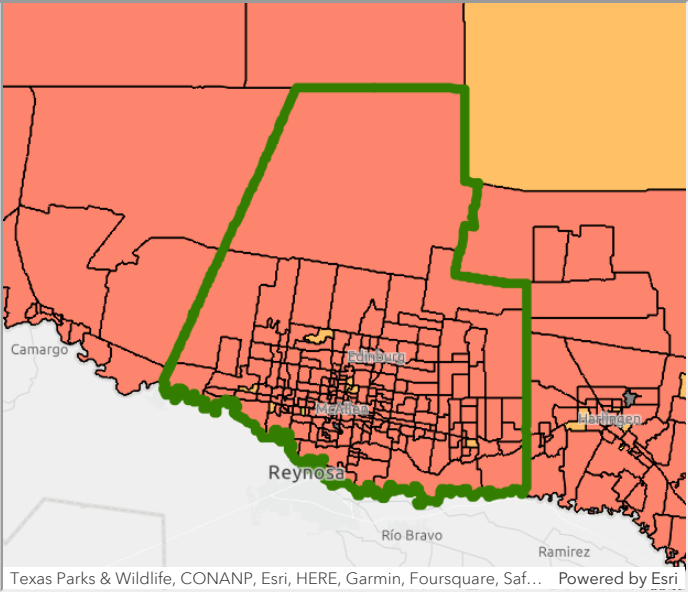 Camargo
Edinburg
McAllen
Harlingen
Reynosa
Río Bravo
Ramirez
Texas Parks & Wildlife, CONANP, Esri, HERE, Garmin, Foursquare, Saf... Powered by Esri